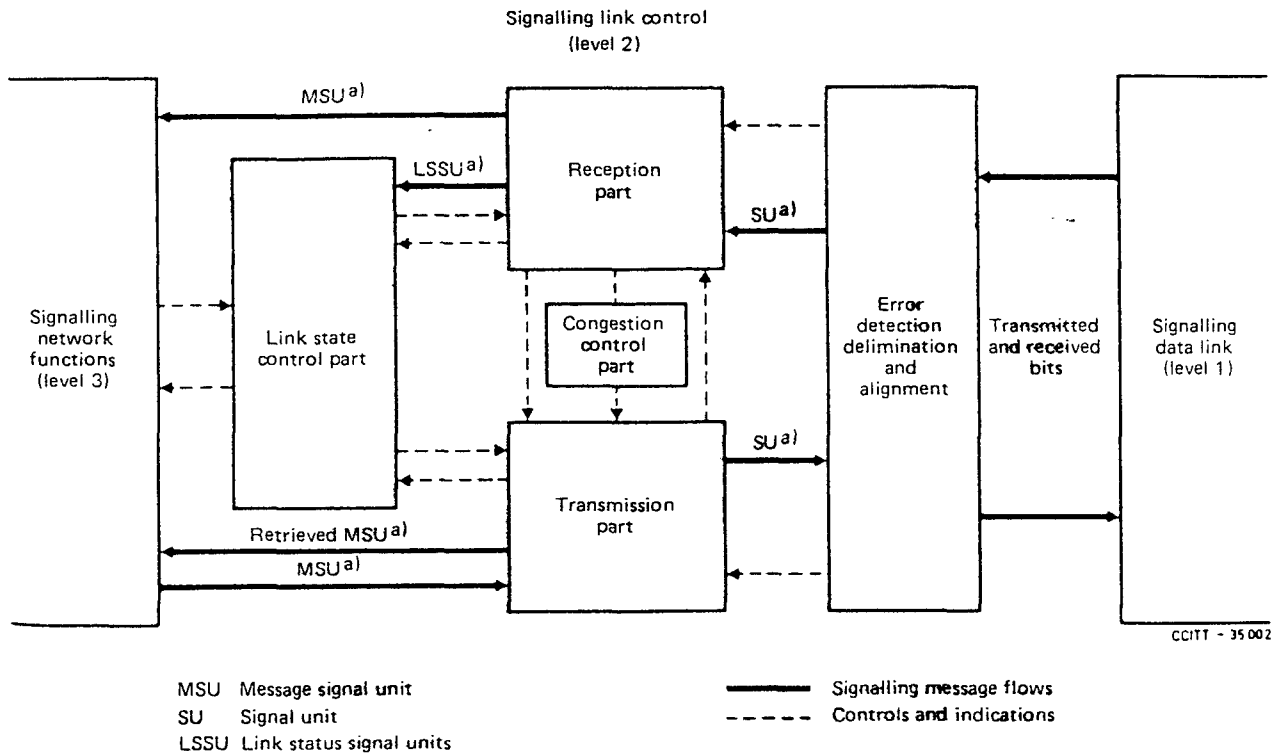 Signalling link control
(level 2)
MSU a)
LSSU a)
Reception
part
SU a)
Signalling
network
functions
(level 3)
Link state
control part
Congestion
control
part
Error
detection
delimination
and
alignment
Transmitted
and received
bits
Signalling
data link
(level 1)
SU a)
Transmission
part
Retrieved MSU a)
MSU a)
CCITT - 35 002
MSU Message signal unit
SU Signal unit
LSSU Link status signal units
Signalling message flows
Controls and indications